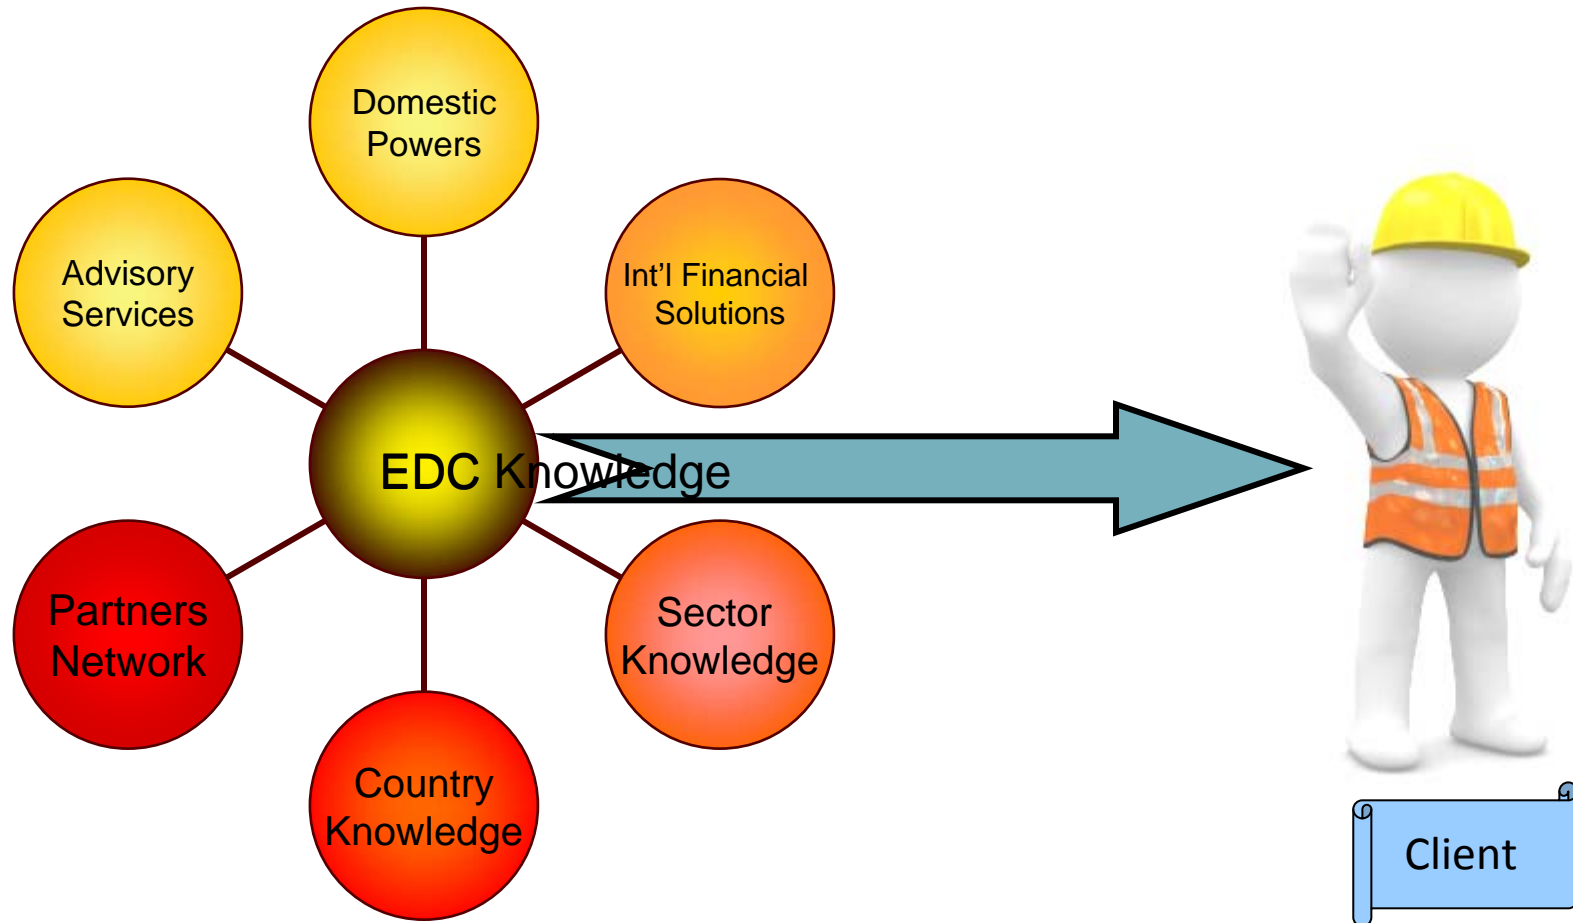 Domestic
Powers
Advisory
Services
Int'l Financial
Solutions
EDC Knowledge
Partners
Network
Sector
Knowledge
Country
Knowledge
Client